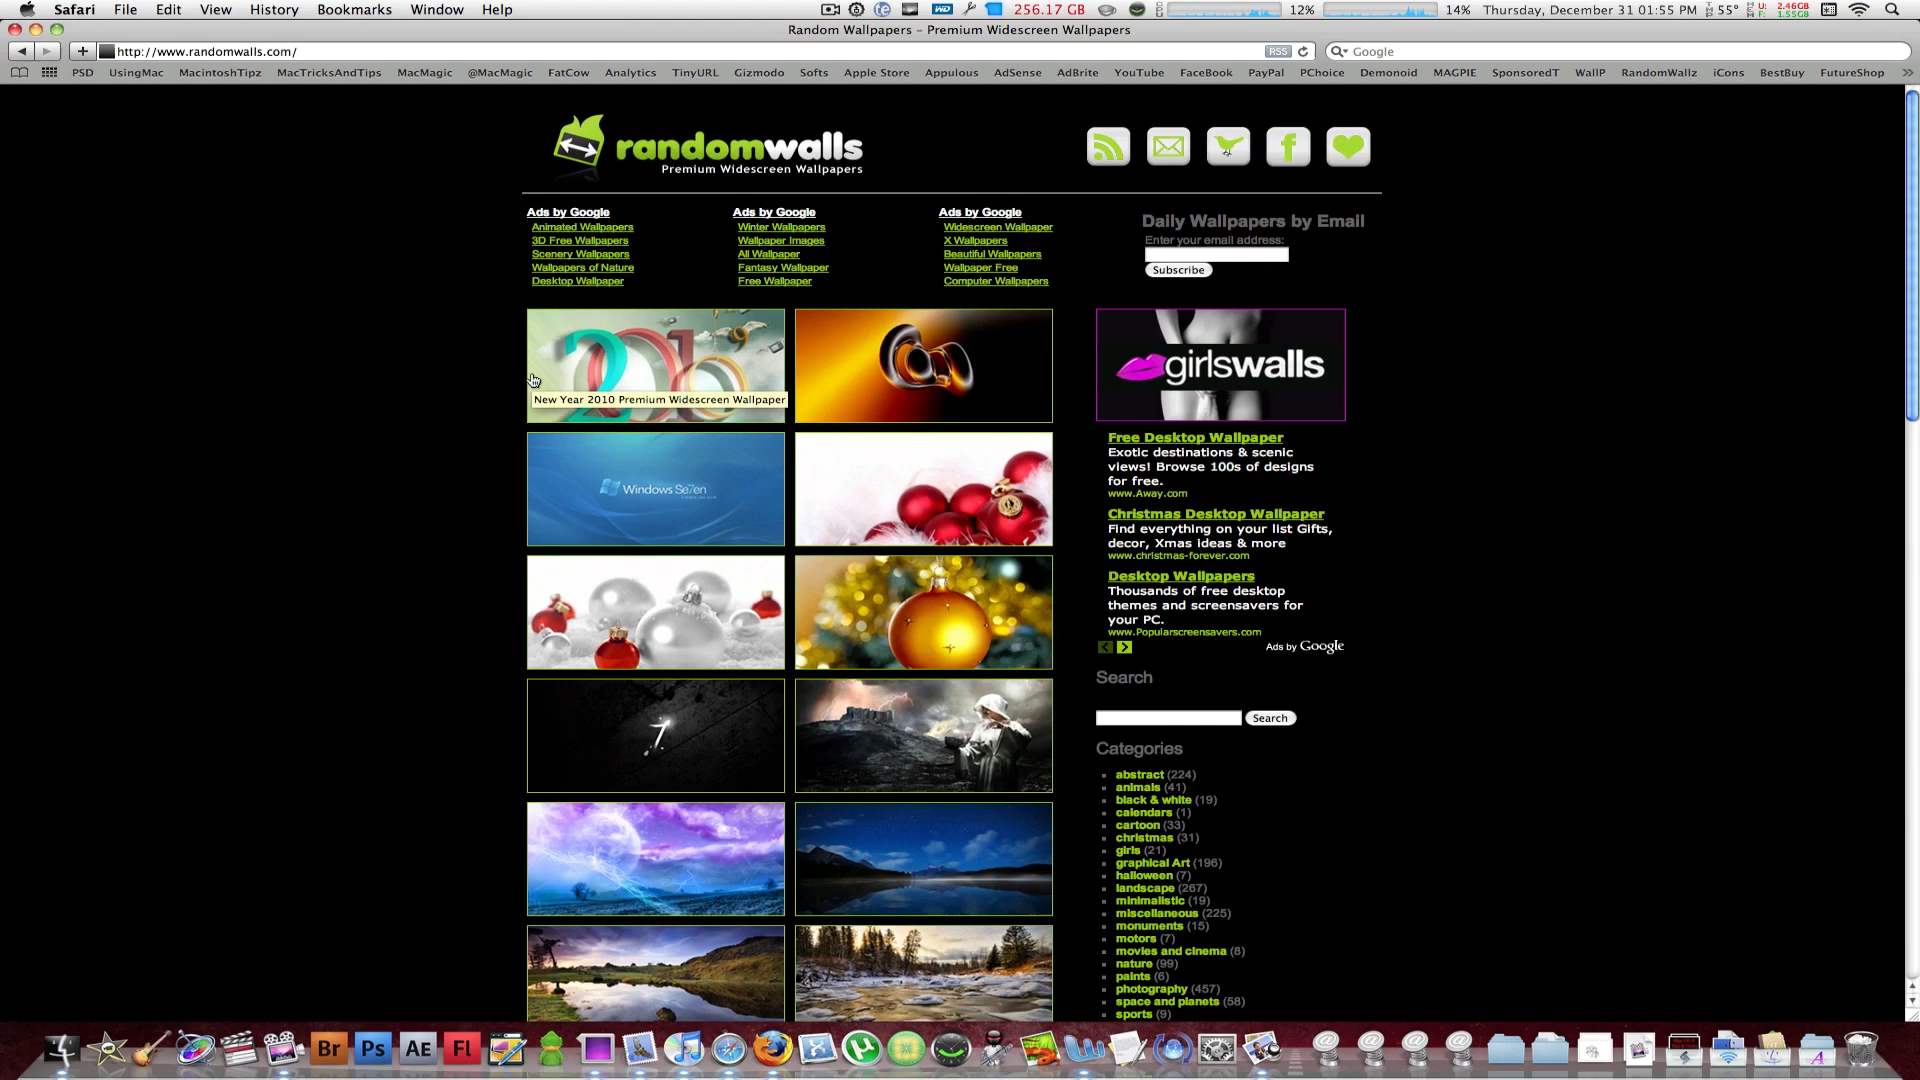 Safari File Edit View History Bookmarks Window Help
256.17 GB 12% 14% Thursday, December 31 01:55 PM 55° U: 2.46GB F: 1.55GB
Random Wallpapers – Premium Widescreen Wallpapers
http://www.randomwalls.com/ RSS Google
PSD UsingMac MacintoshTipz MacTricksAndTips MacMagic @MacMagic FatCow Analytics TinyURL Gizmodo Softs Apple Store Appulous AdSense AdBrite YouTube FaceBook PayPal PChoice Demonoid MAGPIE SponsoredT WallP RandomWallz iCons BestBuy FutureShop
randomwalls
Premium Widescreen Wallpapers
Ads by Google
Animated Wallpapers
3D Free Wallpapers
Scenery Wallpapers
Wallpapers of Nature
Desktop Wallpaper
Ads by Google
Winter Wallpapers
Wallpaper Images
All Wallpaper
Fantasy Wallpaper
Free Wallpaper
Ads by Google
Widescreen Wallpaper
X Wallpapers
Beautiful Wallpapers
Wallpaper Free
Computer Wallpapers
Daily Wallpapers by Email
Enter your email address:
Subscribe
2010
New Year 2010 Premium Widescreen Wallpaper
Windows Se7en
girlswalls
Free Desktop Wallpaper
Exotic destinations & scenic
views! Browse 100s of designs
for free.
www.Away.com
Christmas Desktop Wallpaper
Find everything on your list Gifts,
decor, Xmas ideas & more
www.christmas-forever.com
Desktop Wallpapers
Thousands of free desktop
themes and screensavers for
your PC.
www.Popularscreensavers.com
Ads by Google
Search
Search
Categories
abstract (224)
animals (41)
black & white (19)
calendars (1)
cartoon (33)
christmas (31)
girls (21)
graphical Art (196)
halloween (7)
landscape (267)
minimalistic (19)
miscellaneous (225)
monuments (15)
motors (7)
movies and cinema (8)
nature (99)
paints (6)
photography (457)
space and planets (58)
sports (9)
Br Ps AE Fl